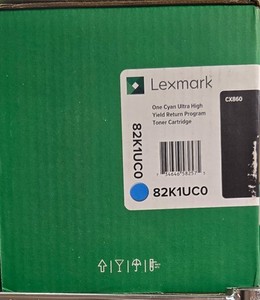 Lexmark
CX860
One Cyan Ultra High
Yield Return Program
Toner Cartridge
82K1UC0
82K1UC0